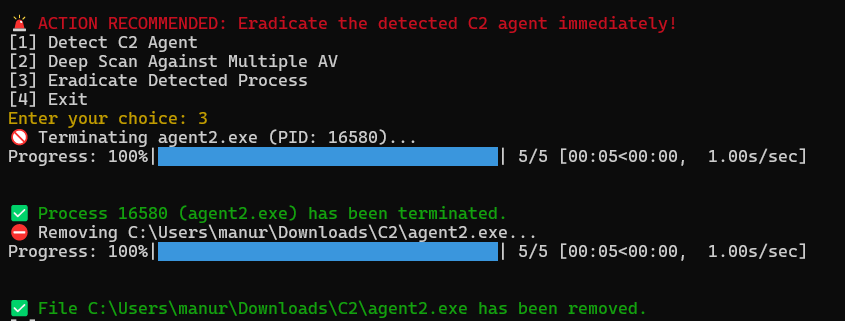 🚨 ACTION RECOMMENDED: Eradicate the detected C2 agent immediately!
[1] Detect C2 Agent
[2] Deep Scan Against Multiple AV
[3] Eradicate Detected Process
[4] Exit
Enter your choice: 3
🚫 Terminating agent2.exe (PID: 16580)...
Progress: 100%|██████████| 5/5 [00:05<00:00,  1.00s/sec]
✅ Process 16580 (agent2.exe) has been terminated.
⛔ Removing C:\Users\manur\Downloads\C2\agent2.exe...
Progress: 100%|██████████| 5/5 [00:05<00:00,  1.00s/sec]
✅ File C:\Users\manur\Downloads\C2\agent2.exe has been removed.